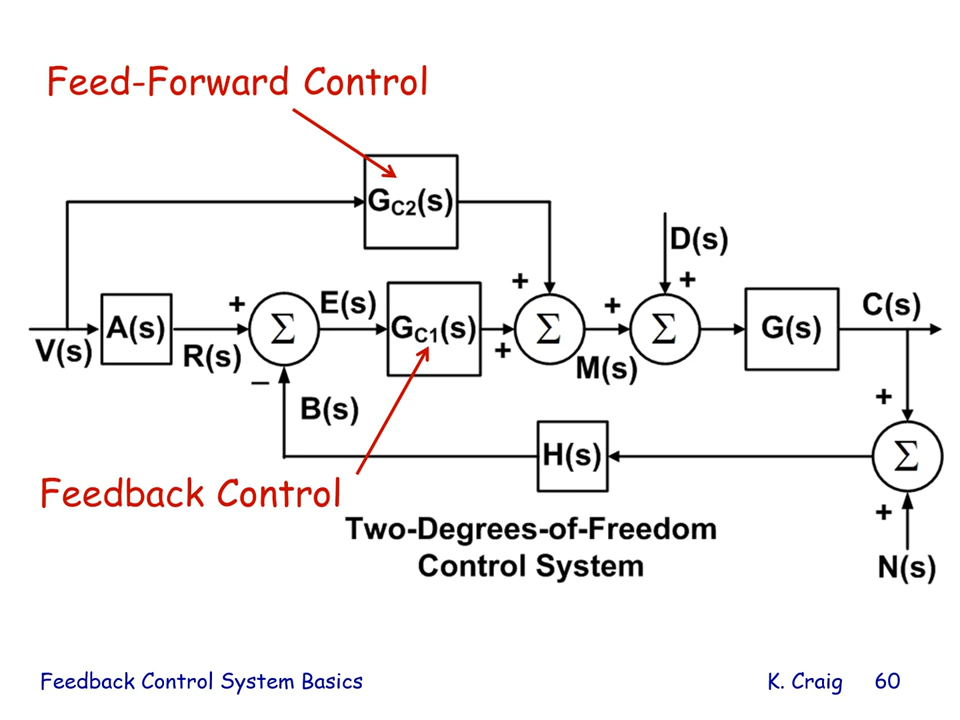 Feed-Forward Control
G_C2(s)
D(s)
+
+
+
+
E(s)
C(s)
A(s)
Σ
G_C1(s)
Σ
Σ
G(s)
V(s)
R(s)
+
M(s)
−
B(s)
+
H(s)
Σ
Feedback Control
+
Two-Degrees-of-Freedom
Control System
N(s)
Feedback Control System Basics
K. Craig 60